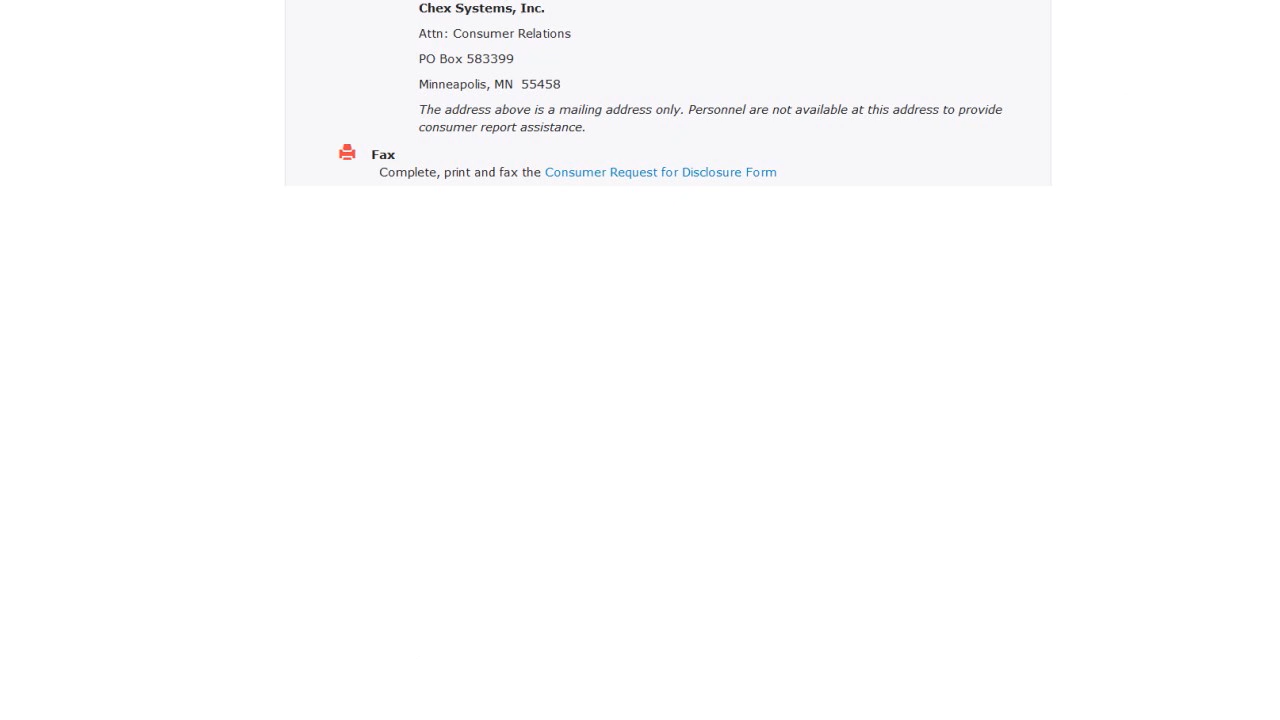 Chex Systems, Inc.
Attn: Consumer Relations
PO Box 583399
Minneapolis, MN  55458
The address above is a mailing address only. Personnel are not available at this address to provide
consumer report assistance.
Fax
Complete, print and fax the Consumer Request for Disclosure Form